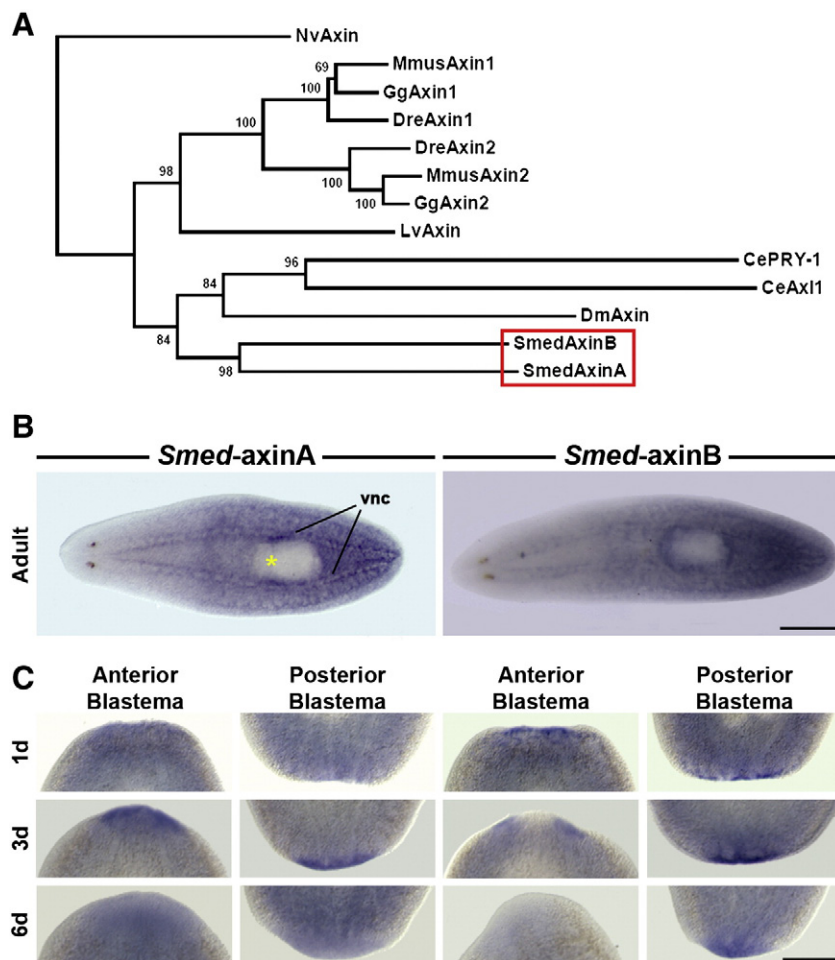 A
NvAxin
MmusAxin1
69
GgAxin1
100
DreAxin1
100
DreAxin2
MmusAxin2
100
GgAxin2
100
98
LvAxin
CePRY-1
96
CeAxl1
84
DmAxin
84
SmedAxinB
SmedAxinA
98
B
Smed-axinA
Smed-axinB
vnc
*
Adult
C
Anterior Blastema
Posterior Blastema
Anterior Blastema
Posterior Blastema
1d
3d
6d